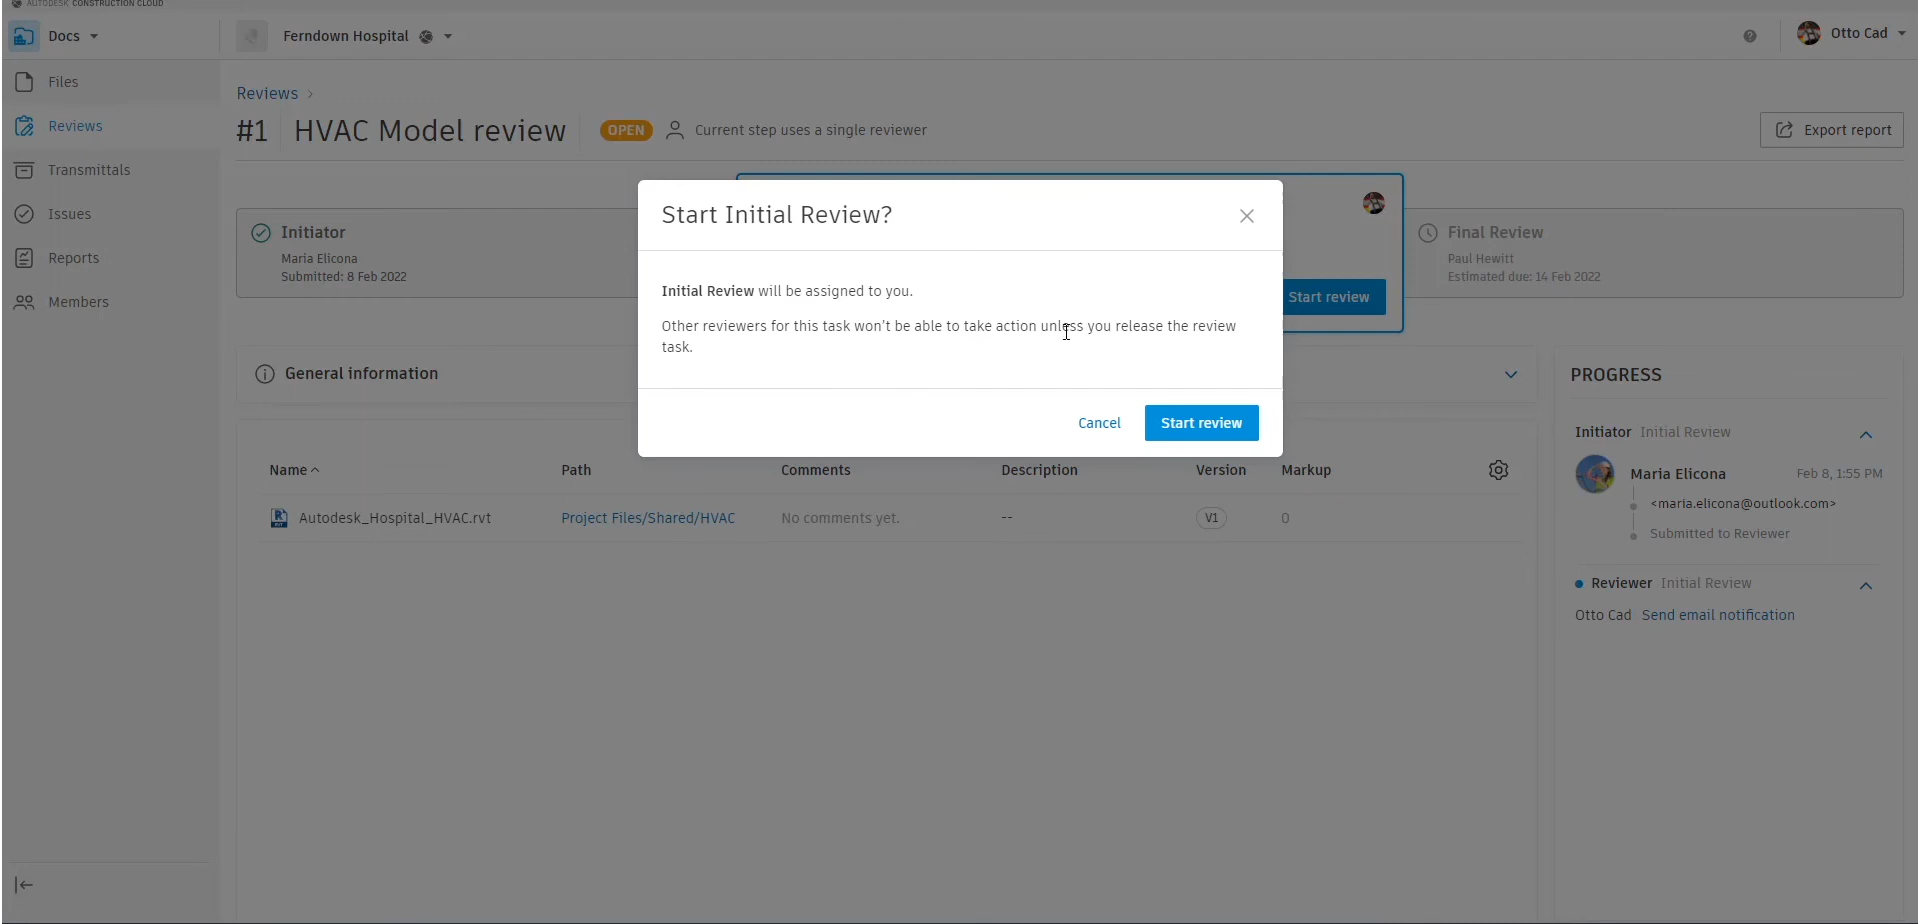 AUTODESK CONSTRUCTION CLOUD
Docs
Ferndown Hospital
Otto Cad
Files
Reviews
Transmittals
Issues
Reports
Members
Reviews >
#1 HVAC Model review OPEN Current step uses a single reviewer
Export report
Initiator
Maria Elicona
Submitted: 8 Feb 2022
Start review
Final Review
Paul Hewitt
Estimated due: 14 Feb 2022
Start Initial Review?
Initial Review will be assigned to you.
Other reviewers for this task won't be able to take action unless you release the review
task.
Cancel Start review
General information
Name Path Comments Description Version Markup
Autodesk_Hospital_HVAC.rvt Project Files/Shared/HVAC No comments yet. -- V1 0
PROGRESS
Initiator Initial Review
Maria Elicona Feb 8, 1:55 PM
<maria.elicona@outlook.com>
Submitted to Reviewer
Reviewer Initial Review
Otto Cad Send email notification